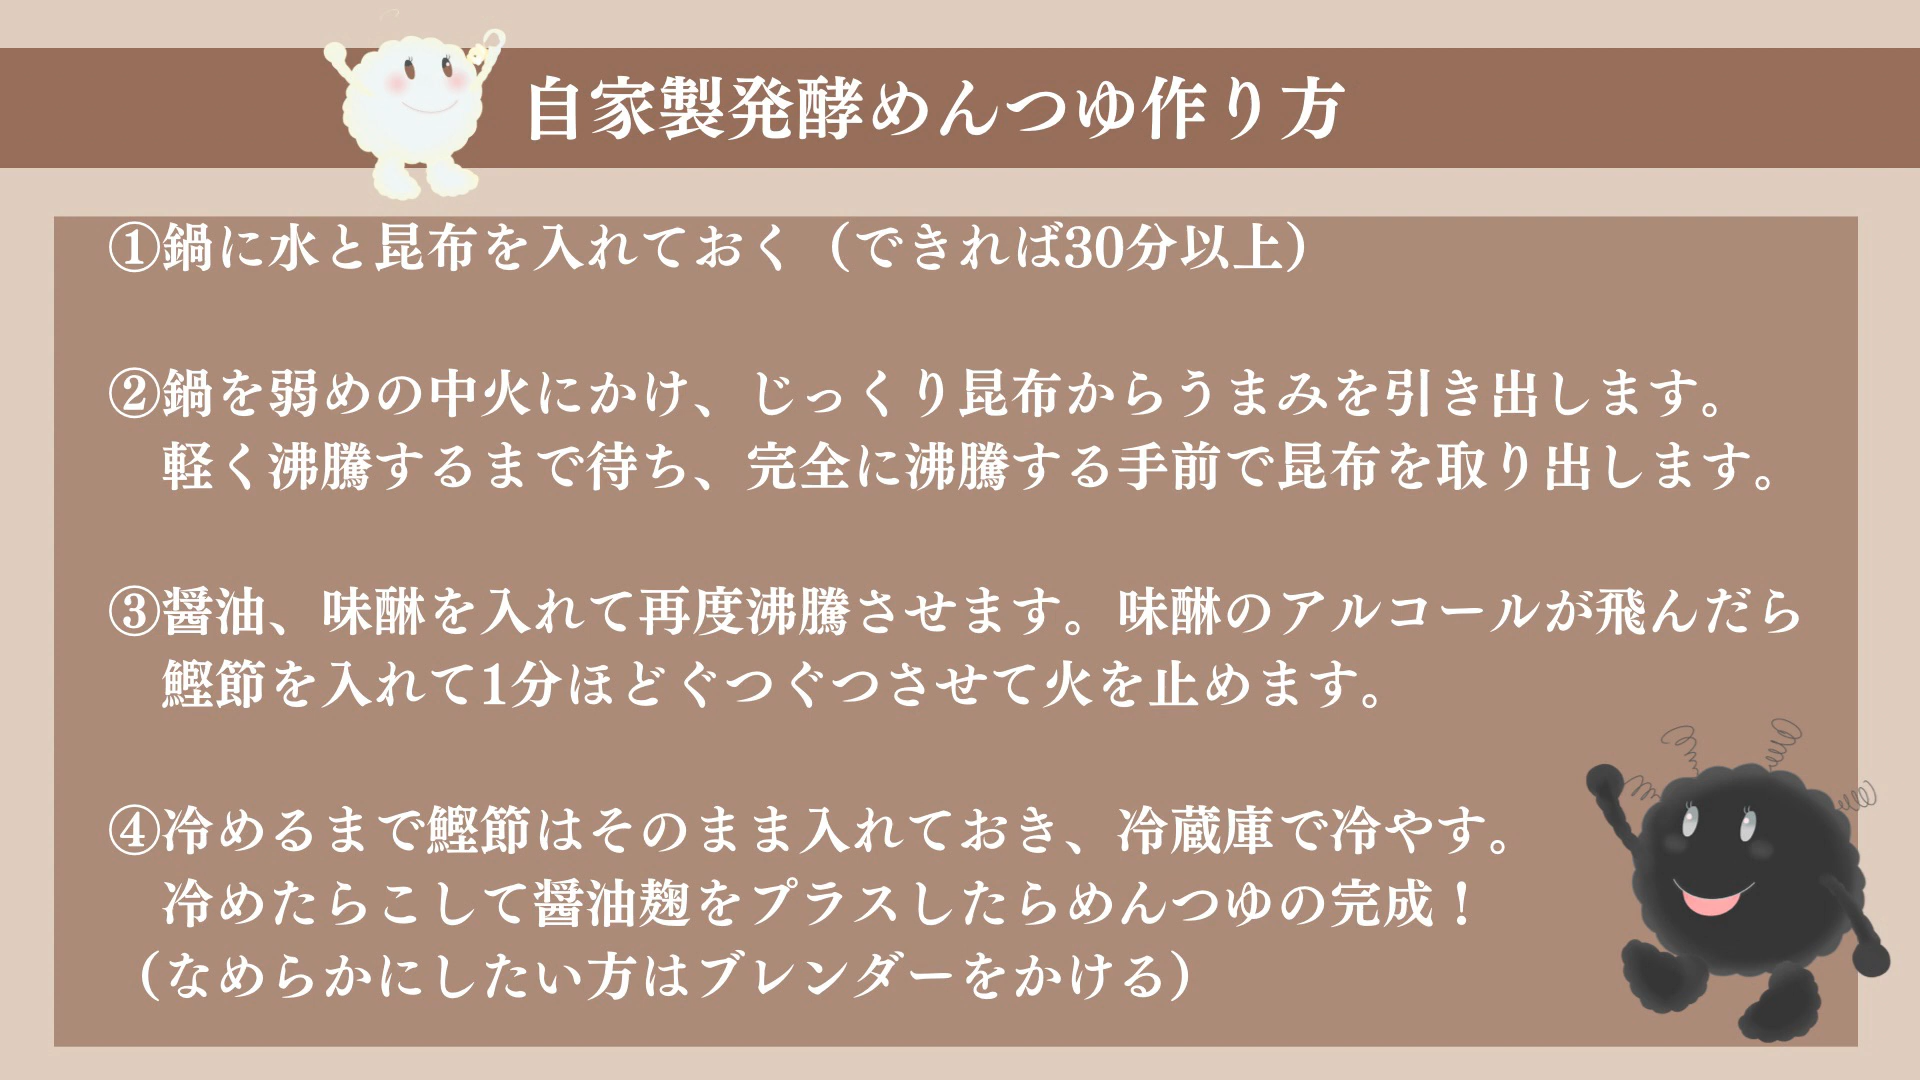 自家製発酵めんつゆ作り方
①鍋に水と昆布を入れておく（できれば30分以上）
②鍋を弱めの中火にかけ、じっくり昆布からうまみを引き出します。
軽く沸騰するまで待ち、完全に沸騰する手前で昆布を取り出します。
③醤油、味醂を入れて再度沸騰させます。味醂のアルコールが飛んだら
鰹節を入れて1分ほどぐつぐつさせて火を止めます。
④冷めるまで鰹節はそのまま入れておき、冷蔵庫で冷やす。
冷めたらこして醤油麹をプラスしたらめんつゆの完成！
（なめらかにしたい方はブレンダーをかける）